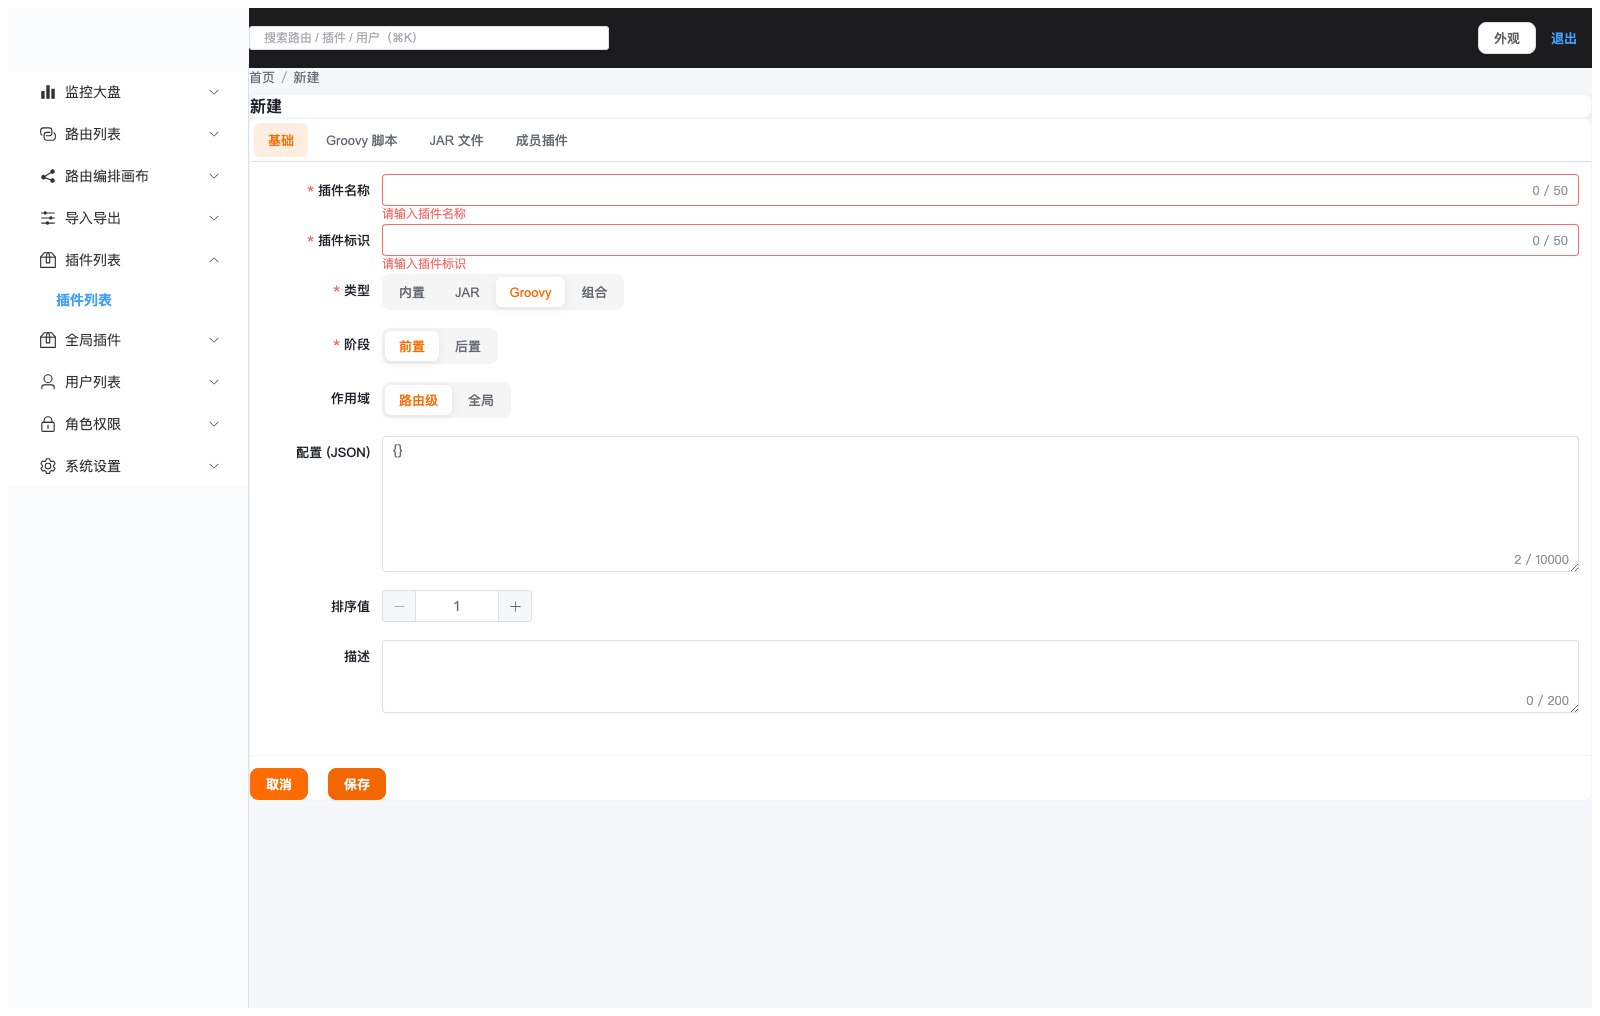 搜索路由 / 插件 / 用户（⌘K）
外观
退出
监控大盘
路由列表
路由编排画布
导入导出
插件列表
插件列表
全局插件
用户列表
角色权限
系统设置
首页 / 新建
新建
基础 Groovy 脚本 JAR 文件 成员插件
* 插件名称 0 / 50
请输入插件名称
* 插件标识 0 / 50
请输入插件标识
* 类型 内置 JAR Groovy 组合
* 阶段 前置 后置
作用域 路由级 全局
配置 (JSON) {}
2 / 10000
排序值 1
描述
0 / 200
取消 保存